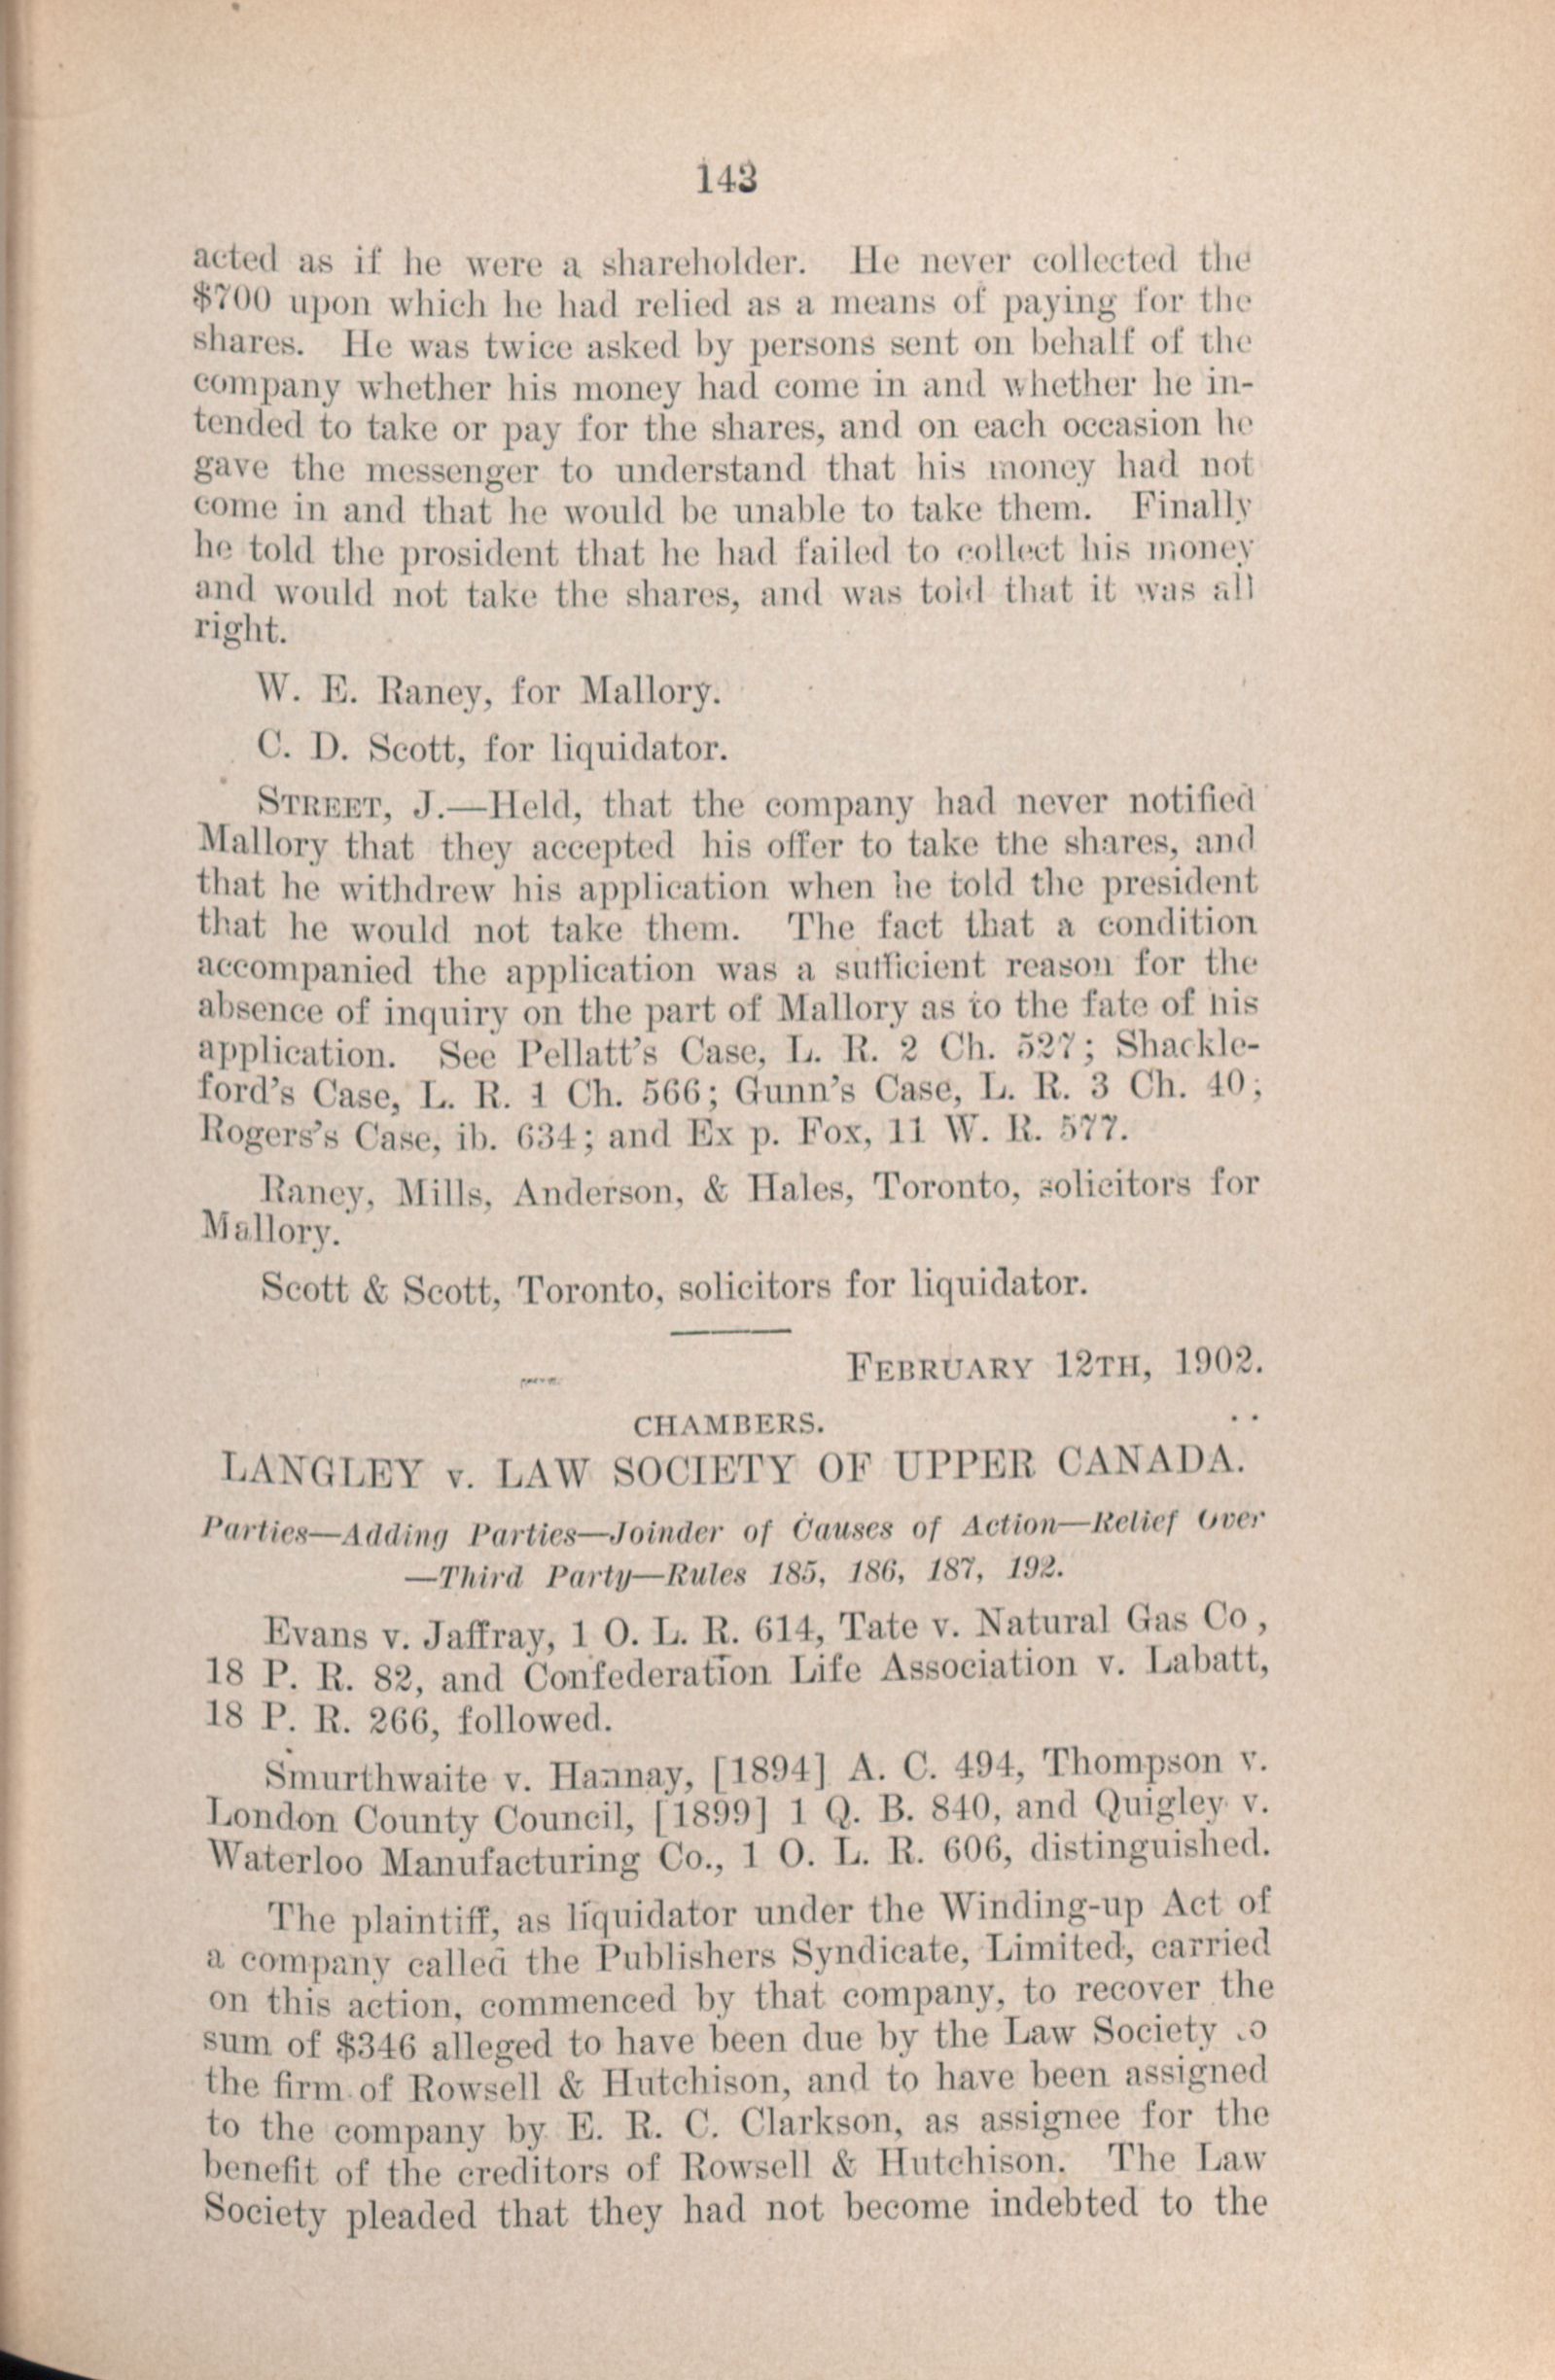 143
acted as if he were a shareholder. He never collected the
$700 upon which he had relied as a means of paying for the
shares. He was twice asked by persons sent on behalf of the
company whether his money had come in and whether he in-
tended to take or pay for the shares, and on each occasion he
gave the messenger to understand that his money had not
come in and that he would be unable to take them. Finally
he told the prosident that he had failed to collect his money
and would not take the shares, and was told that it was all
right.
W. E. Raney, for Mallory.
C. D. Scott, for liquidator.
STREET, J.—Held, that the company had never notified
Mallory that they accepted his offer to take the shares, and
that he withdrew his application when he told the president
that he would not take them. The fact that a condition
accompanied the application was a sufficient reason for the
absence of inquiry on the part of Mallory as to the fate of his
application. See Pellatt's Case, L. R. 2 Ch. 527; Shackle-
ford's Case, L. R. 1 Ch. 566; Gunn's Case, L. R. 3 Ch. 40;
Rogers's Case, ib. 634; and Ex p. Fox, 11 W. R. 577.
Raney, Mills, Anderson, & Hales, Toronto, solicitors for
Mallory.
Scott & Scott, Toronto, solicitors for liquidator.
FEBRUARY 12TH, 1902.
CHAMBERS.
LANGLEY v. LAW SOCIETY OF UPPER CANADA.
Parties—Adding Parties—Joinder of Causes of Action—Relief Over
—Third Party—Rules 185, 186, 187, 192.
Evans v. Jaffray, 1 O. L. R. 614, Tate v. Natural Gas Co,
18 P. R. 82, and Confederation Life Association v. Labatt,
18 P. R. 266, followed.
Smurthwaite v. Hannay, [1894] A. C. 494, Thompson v.
London County Council, [1899] 1 Q. B. 840, and Quigley v.
Waterloo Manufacturing Co., 1 O. L. R. 606, distinguished.
The plaintiff, as liquidator under the Winding-up Act of
a company called the Publishers Syndicate, Limited, carried
on this action, commenced by that company, to recover the
sum of $346 alleged to have been due by the Law Society to
the firm of Rowsell & Hutchison, and to have been assigned
to the company by E. R. C. Clarkson, as assignee for the
benefit of the creditors of Rowsell & Hutchison. The Law
Society pleaded that they had not become indebted to the